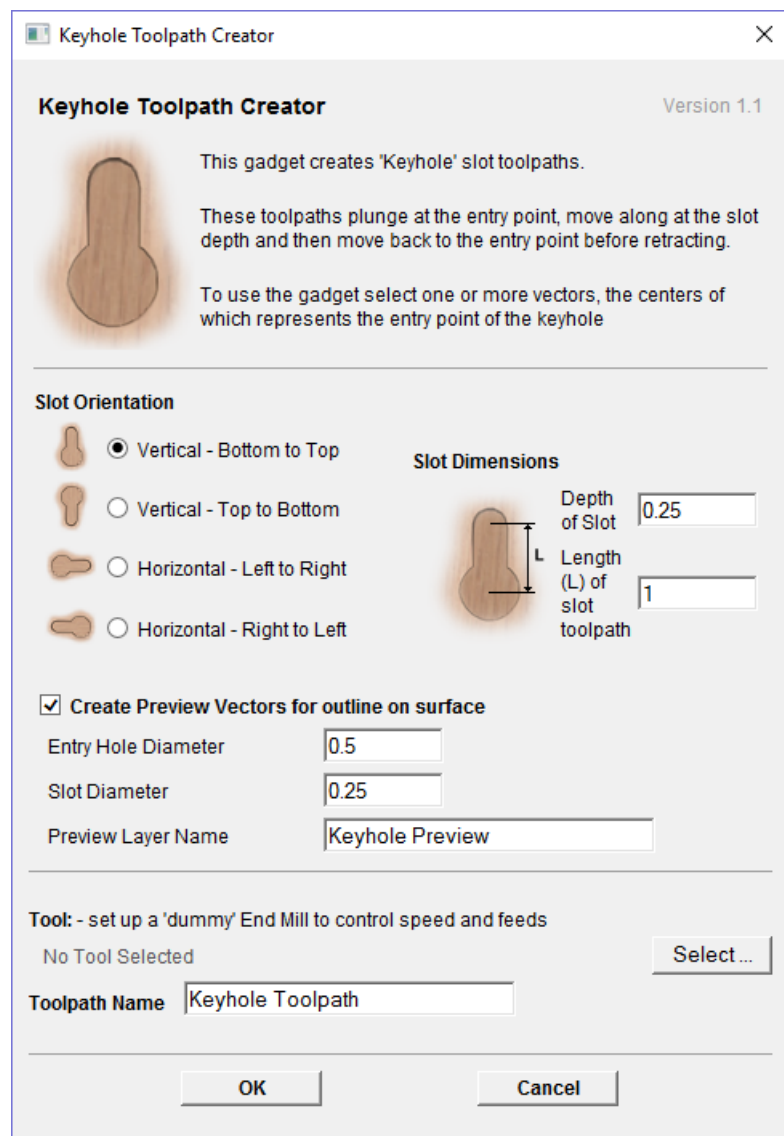 Keyhole Toolpath Creator
Keyhole Toolpath Creator
Version 1.1
This gadget creates 'Keyhole' slot toolpaths.
These toolpaths plunge at the entry point, move along at the slot
depth and then move back to the entry point before retracting.
To use the gadget select one or more vectors, the centers of
which represents the entry point of the keyhole
Slot Orientation
Vertical - Bottom to Top
Vertical - Top to Bottom
Horizontal - Left to Right
Horizontal - Right to Left
Slot Dimensions
L
Depth
of Slot
0.25
Length
(L) of
slot
toolpath
1
Create Preview Vectors for outline on surface
Entry Hole Diameter
0.5
Slot Diameter
0.25
Preview Layer Name
Keyhole Preview
Tool: - set up a 'dummy' End Mill to control speed and feeds
No Tool Selected
Select ...
Toolpath Name
Keyhole Toolpath
OK
Cancel